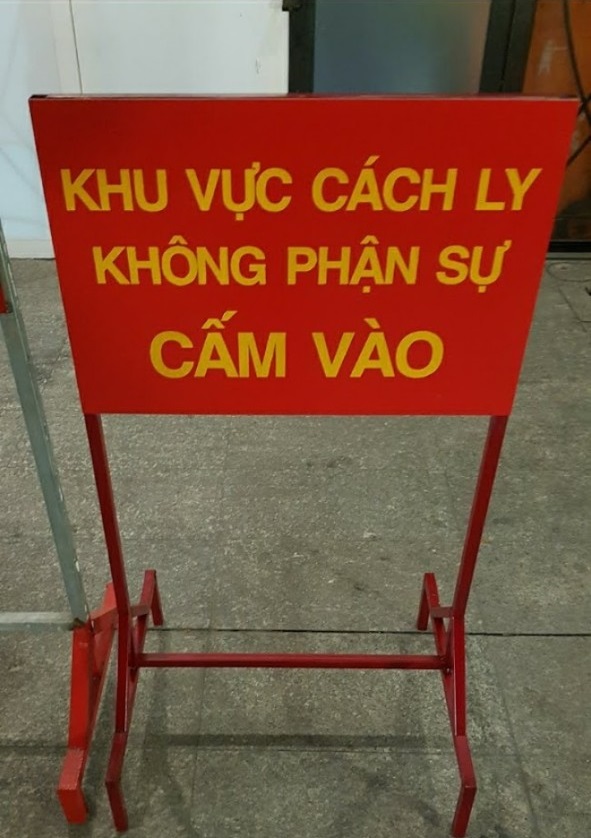 KHU VỰC CÁCH LY
KHÔNG PHẬN SỰ
CẤM VÀO